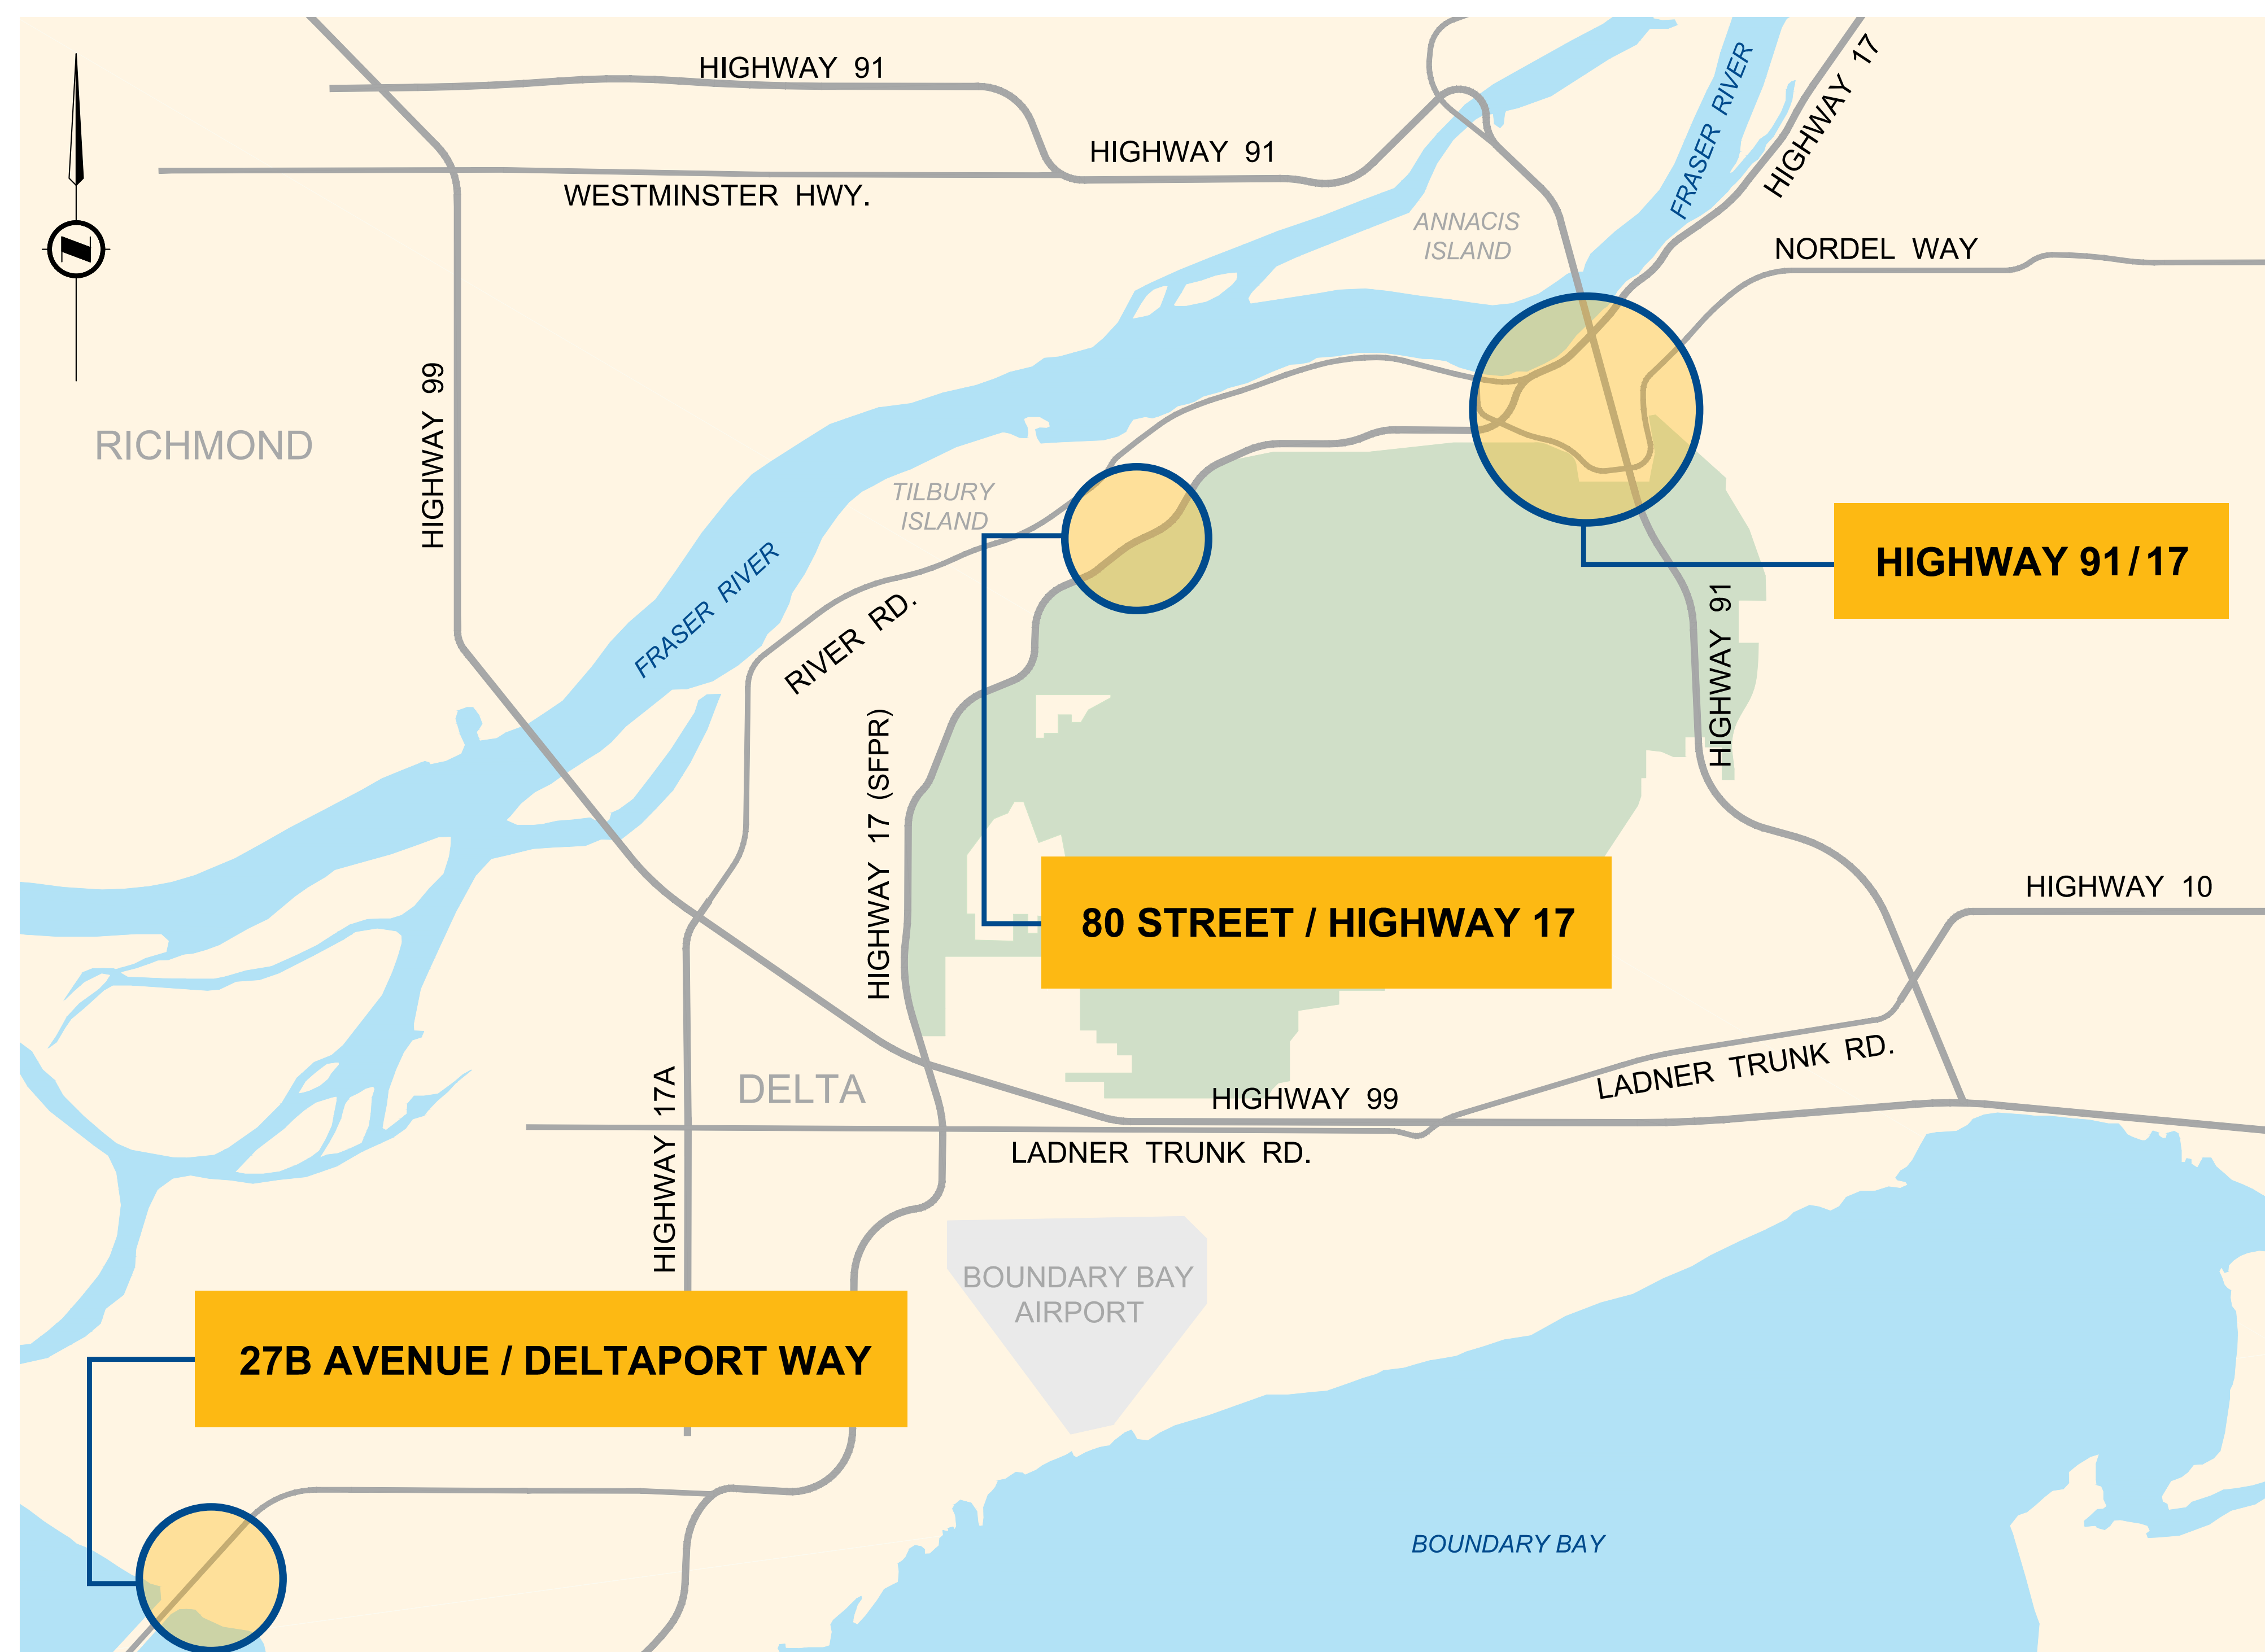 HIGHWAY 91
HIGHWAY 17
FRASER RIVER
HIGHWAY 91
WESTMINSTER HWY.
ANNACIS
ISLAND
NORDEL WAY
N
HIGHWAY 99
RICHMOND
TILBURY
ISLAND
HIGHWAY 91/17
FRASER RIVER
RIVER RD.
HIGHWAY 91
HIGHWAY 17 (SFPR)
80 STREET / HIGHWAY 17
HIGHWAY 10
LADNER TRUNK RD.
DELTA
HIGHWAY 99
HIGHWAY 17A
LADNER TRUNK RD.
BOUNDARY BAY
AIRPORT
27B AVENUE / DELTAPORT WAY
BOUNDARY BAY